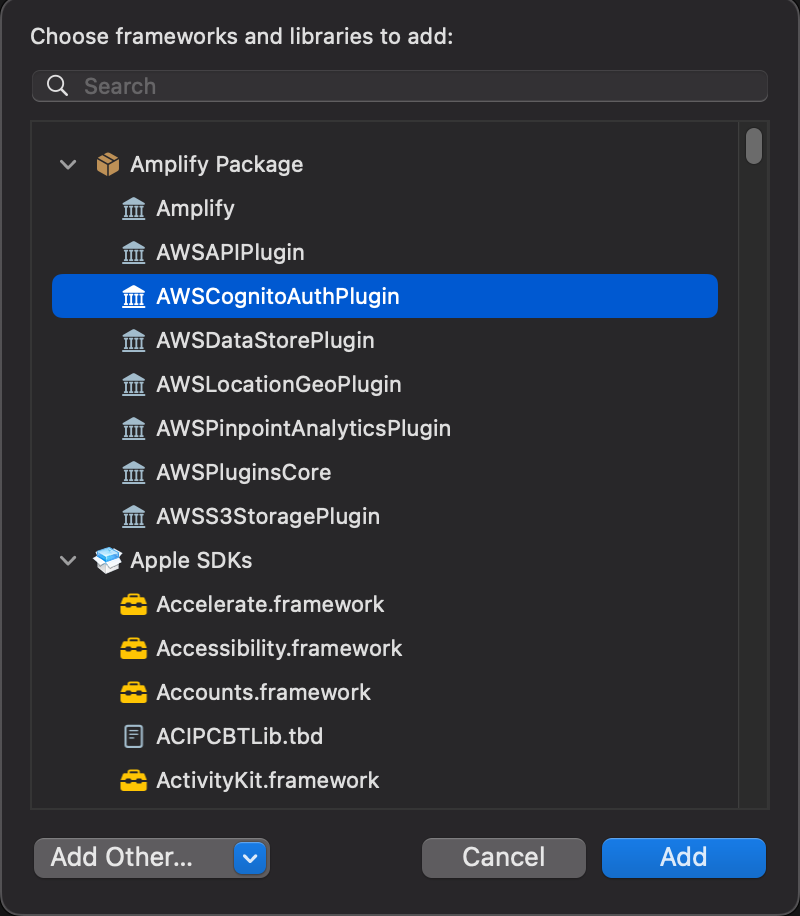 Choose frameworks and libraries to add:
Search
Amplify Package
Amplify
AWSAPIPlugin
AWSCognitoAuthPlugin
AWSDataStorePlugin
AWSLocationGeoPlugin
AWSPinpointAnalyticsPlugin
AWSPluginsCore
AWSS3StoragePlugin
Apple SDKs
Accelerate.framework
Accessibility.framework
Accounts.framework
ACIPCBTLib.tbd
ActivityKit.framework
Add Other... Cancel Add